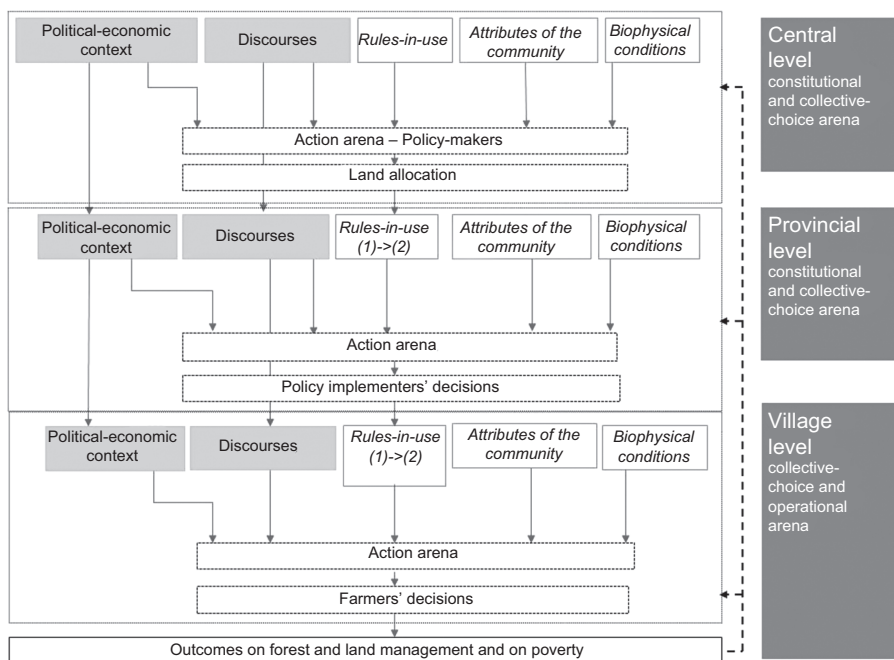 Political-economic
context
Discourses
Rules-in-use
Attributes of the
community
Biophysical
conditions
Action arena – Policy-makers
Land allocation
Central
level
constitutional
and collective-
choice arena
Political-economic
context
Discourses
Rules-in-use
(1)->(2)
Attributes of the
community
Biophysical
conditions
Action arena
Policy implementers’ decisions
Provincial
level
constitutional
and collective-
choice arena
Political-economic
context
Discourses
Rules-in-use
(1)->(2)
Attributes of the
community
Biophysical
conditions
Action arena
Farmers’ decisions
Village
level
collective-
choice and
operational
arena
Outcomes on forest and land management and on poverty